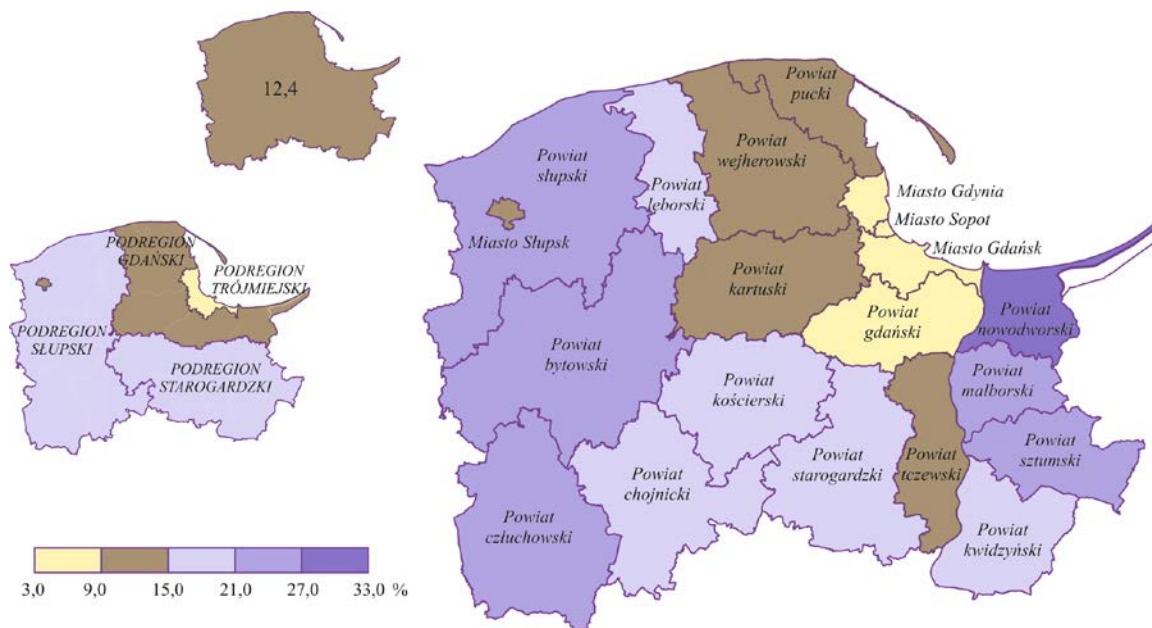 12,4
PODREGION
GDAŃSKI
PODREGION
TRÓJMIEJSKI
PODREGION
SŁUPSKI
PODREGION
STAROGARDZKI
3,0 9,0 15,0 21,0 27,0 33,0 %
Powiat
pucki
Powiat
wejherowski
Powiat
słupski
Powiat
lęborski
Miasto Gdynia
Miasto Sopot
Miasto Gdańsk
Miasto Słupsk
Powiat
kartuski
Powiat
gdański
Powiat
nowodworski
Powiat
bytowski
Powiat
kościerski
Powiat
malborski
Powiat
sztumski
Powiat
tczewski
Powiat
starogardzki
Powiat
chojnicki
Powiat
człuchowski
Powiat
kwidzyński